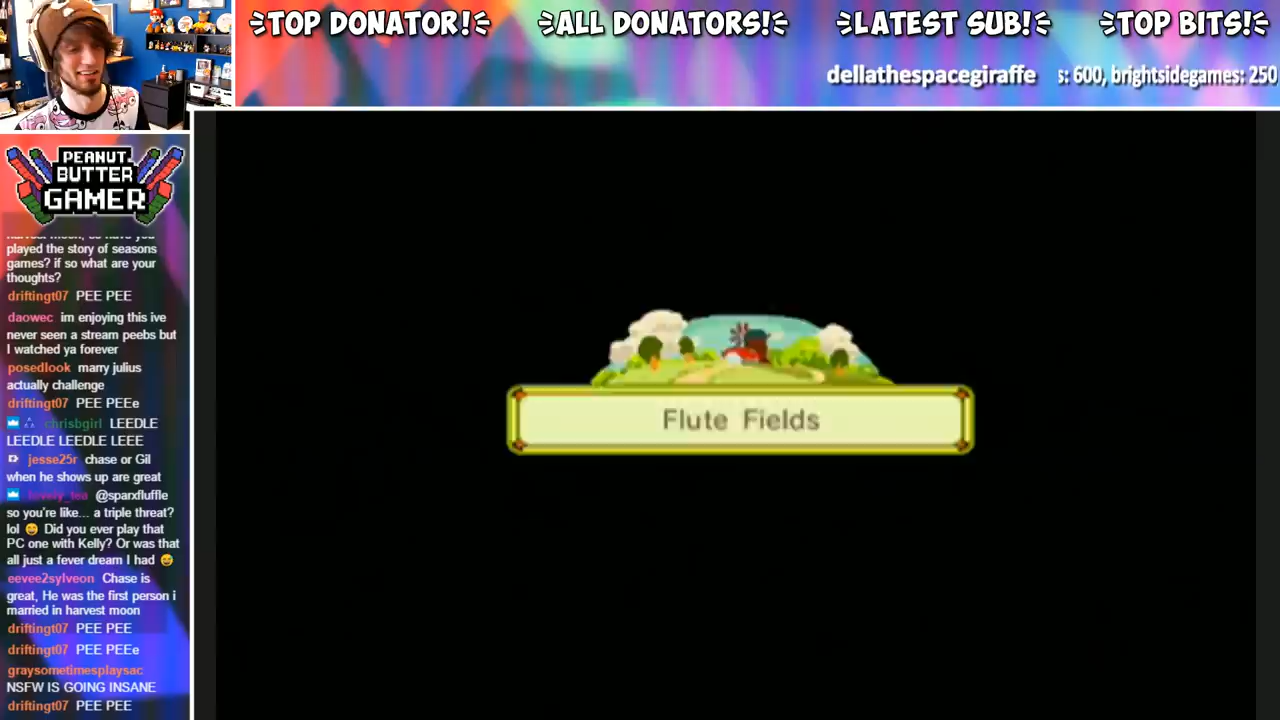 TOP DONATOR!
ALL DONATORS!
LATEST SUB!
TOP BITS!
dellathespacegiraffe
s: 600, brightsidegames: 250
PEANUT
BUTTER
GAMER
played the story of seasons
games? if so what are your
thoughts?
driftingt07 PEE PEE
daowec im enjoying this ive
never seen a stream peebs but
I watched ya forever
posedlook marry julius
actually challenge
driftingt07 PEE PEEe
chrisbgirl LEEDLE
LEEDLE LEEDLE LEEE
jesse25r chase or Gil
when he shows up are great
lovely_tea @sparxfluffle
so you're like... a triple threat?
lol 😄 Did you ever play that
PC one with Kelly? Or was that
all just a fever dream I had 😅
eevee2sylveon Chase is
great, He was the first person i
married in harvest moon
driftingt07 PEE PEE
driftingt07 PEE PEEe
graysometimesplaysac
NSFW IS GOING INSANE
driftingt07 PEE PEE
Flute Fields